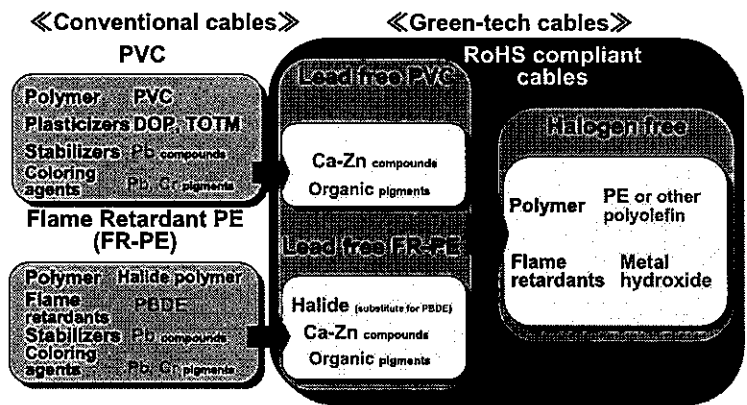 ≪Conventional cables≫
PVC
Polymer PVC
Plasticizers DOP, TOTM
Stabilizers Pb compounds
Coloring agents Pb, Cr pigments
Flame Retardant PE
(FR-PE)
Polymer Halide polymer
Flame retardants PBDE
Stabilizers Pb compounds
Coloring agents Pb, Cr pigments
≪Green-tech cables≫
RoHS compliant
cables
Lead free PVC
Ca-Zn compounds
Organic pigments
Lead free FR-PE
Halide (substitute for PBDE)
Ca-Zn compounds
Organic pigments
Halogen free
Polymer PE or other polyolefin
Flame retardants Metal hydroxide